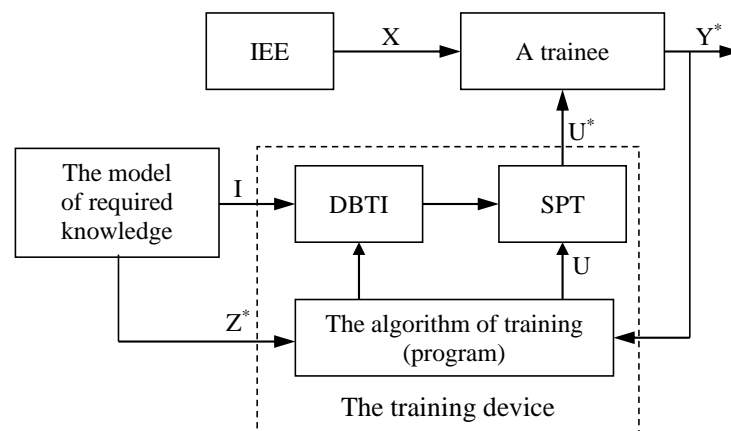 IEE
X
A trainee
Y*
U*
The model
of required
knowledge
I
DBTI
SPT
U
Z*
The algorithm of training
(program)
The training device